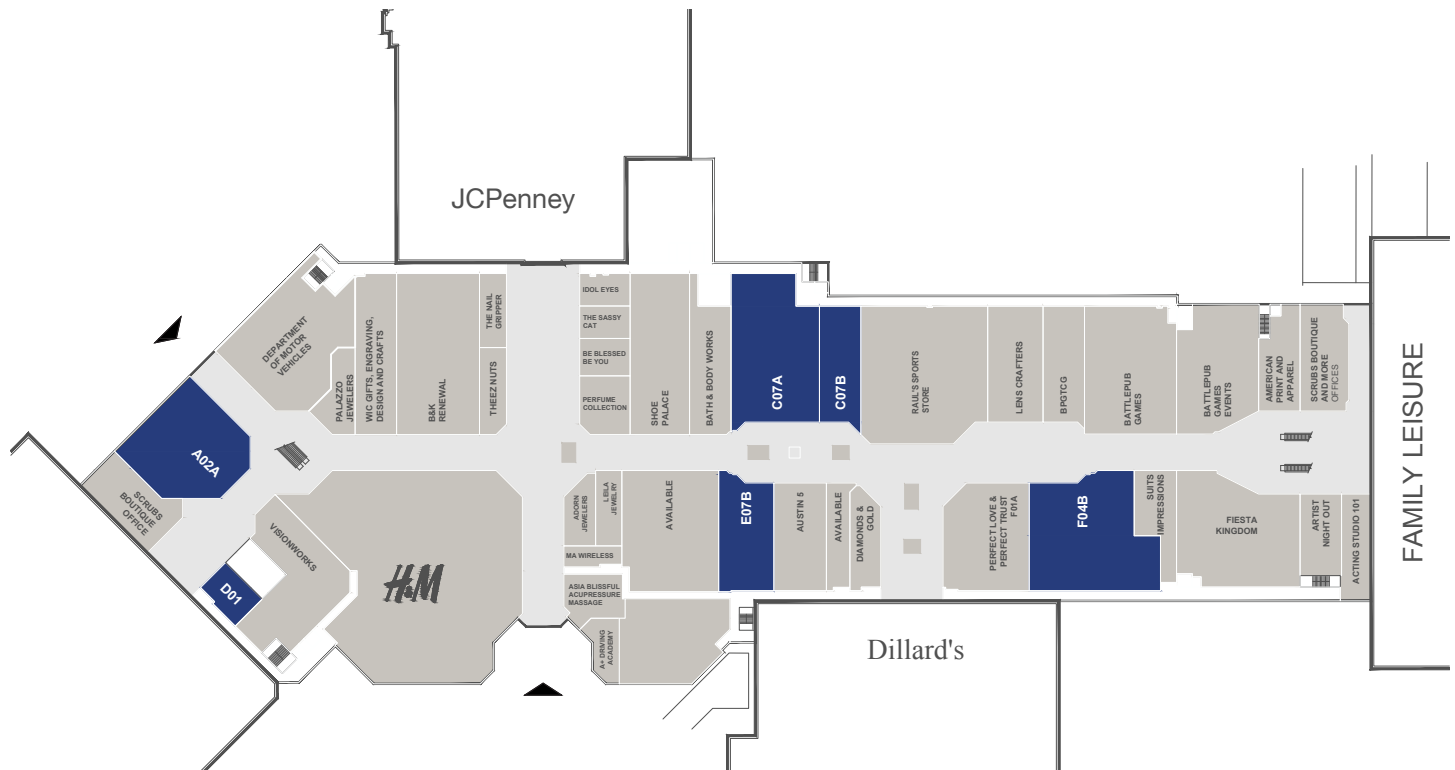 JCPenney
DEPARTMENT
OF MOTOR
VEHICLES
PALAZZO
JEWELERS
WIC GIFTS, ENGRAVING,
DESIGN AND CRAFTS
B&K
RENEWAL
THE NAIL
GRIPPER
THEEZ NUTS
IDOL EYES
THE SASSY
CAT
BE BLESSED
BE YOU
PERFUME
COLLECTION
SHOE
PALACE
BATH & BODY WORKS
C07A
C07B
RAUL'S SPORTS
STORE
LENS CRAFTERS
BPGTCG
BATTLEPUB
GAMES
BATTLEPUB
GAMES
EVENTS
AMERICAN
PRINT AND
APPAREL
SCRUBS BOUTIQUE
AND MORE
OFFICES
FAMILY LEISURE
A02A
SCRUBS
BOUTIQUE
OFFICE
VISIONWORKS
D01
H&M
ADORN
JEWELERS
LEILA
JEWELRY
MA WIRELESS
ASIA BLISSFUL
ACUPRESSURE
MASSAGE
A+ DRIVING
ACADEMY
AVAILABLE
E07B
AUSTIN 5
AVAILABLE
DIAMONDS &
GOLD
PERFECT LOVE &
PERFECT TRUST
F01A
F04B
SUITS
IMPRESSIONS
FIESTA
KINGDOM
ARTIST
NIGHT OUT
ACTING STUDIO 101
Dillard's